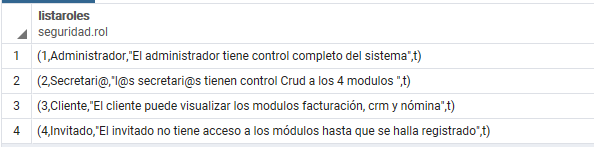 listaroles
seguridad.rol
1 (1,Administrador,"El administrador tiene control completo del sistema",t)
2 (2,Secretari@,"l@s secretari@s tienen control Crud a los 4 modulos ",t)
3 (3,Cliente,"El cliente puede visualizar los modulos facturación, crm y nómina",t)
4 (4,Invitado,"El invitado no tiene acceso a los módulos hasta que se halla registrado",t)